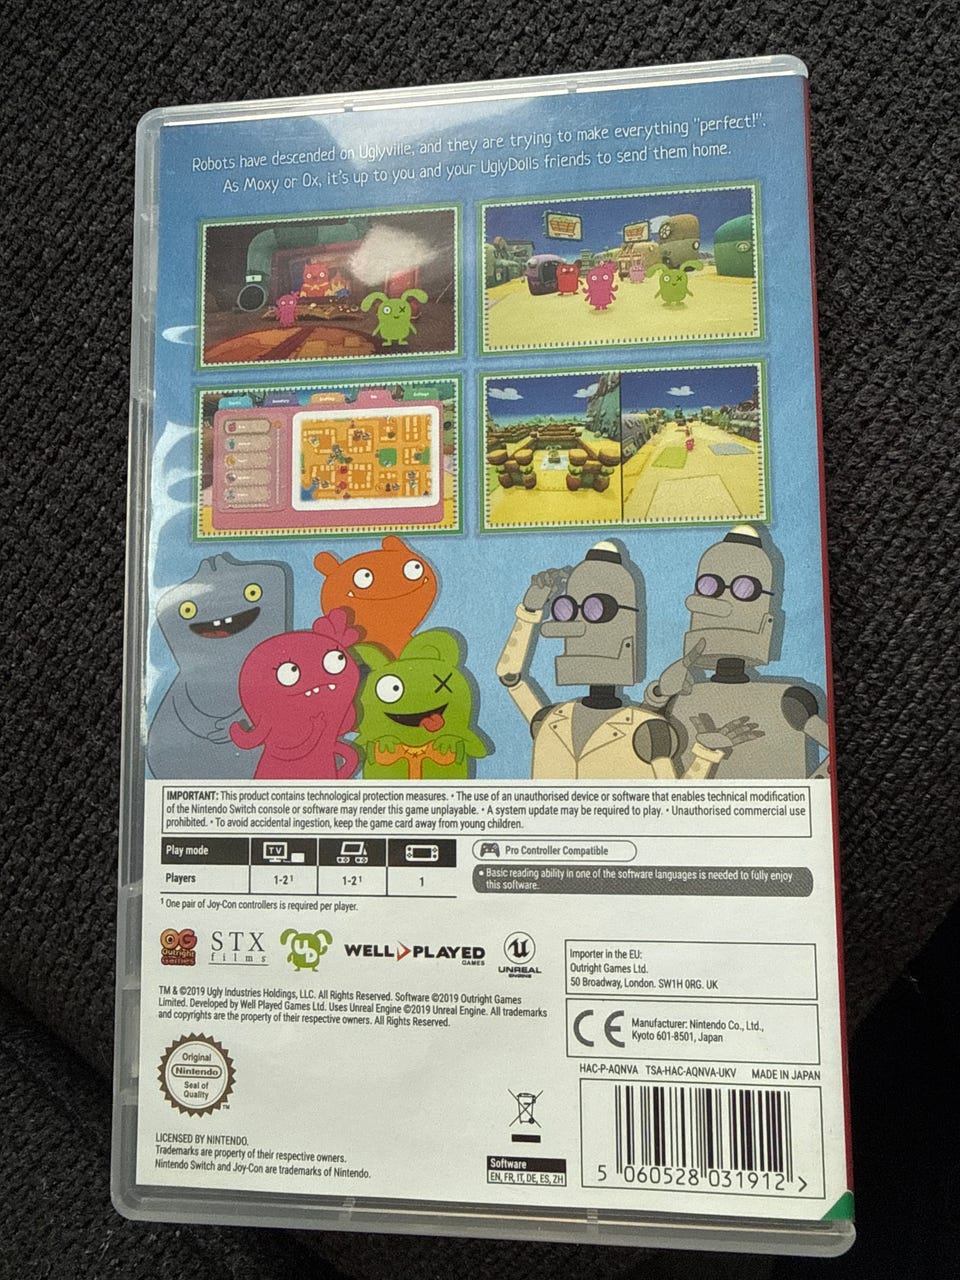 Robots have descended on Uglyville, and they are trying to make everything "perfect!".
As Moxy or Ox, it's up to you and your UglyDolls friends to send them home.
IMPORTANT: This product contains technological protection measures. • The use of an unauthorised device or software that enables technical modification
of the Nintendo Switch console or software may render this game unplayable. • A system update may be required to play. • Unauthorised commercial use
prohibited. • To avoid accidental ingestion, keep the game card away from young children.
Play mode TV
Players 1-2¹ 1-2¹ 1
Pro Controller Compatible
• Basic reading ability in one of the software languages is needed to fully enjoy
this software.
¹ One pair of Joy-Con controllers is required per player.
OG
Outright
Games
STX
films
UD
WELL PLAYED
GAMES
UNREAL
ENGINE
TM & ©2019 Ugly Industries Holdings, LLC. All Rights Reserved. Software ©2019 Outright Games
Limited. Developed by Well Played Games Ltd. Uses Unreal Engine ©2019 Unreal Engine. All trademarks
and copyrights are the property of their respective owners. All Rights Reserved.
Importer in the EU:
Outright Games Ltd.
50 Broadway, London. SW1H 0RG. UK
CE
Manufacturer: Nintendo Co., Ltd.,
Kyoto 601-8501, Japan
HAC-P-AQNVA TSA-HAC-AQNVA-UKV MADE IN JAPAN
Original
Nintendo
Seal of
Quality
TM
LICENSED BY NINTENDO.
Trademarks are property of their respective owners.
Nintendo Switch and Joy-Con are trademarks of Nintendo.
Software
EN, FR, IT, DE, ES, ZH
5 060528 031912 >